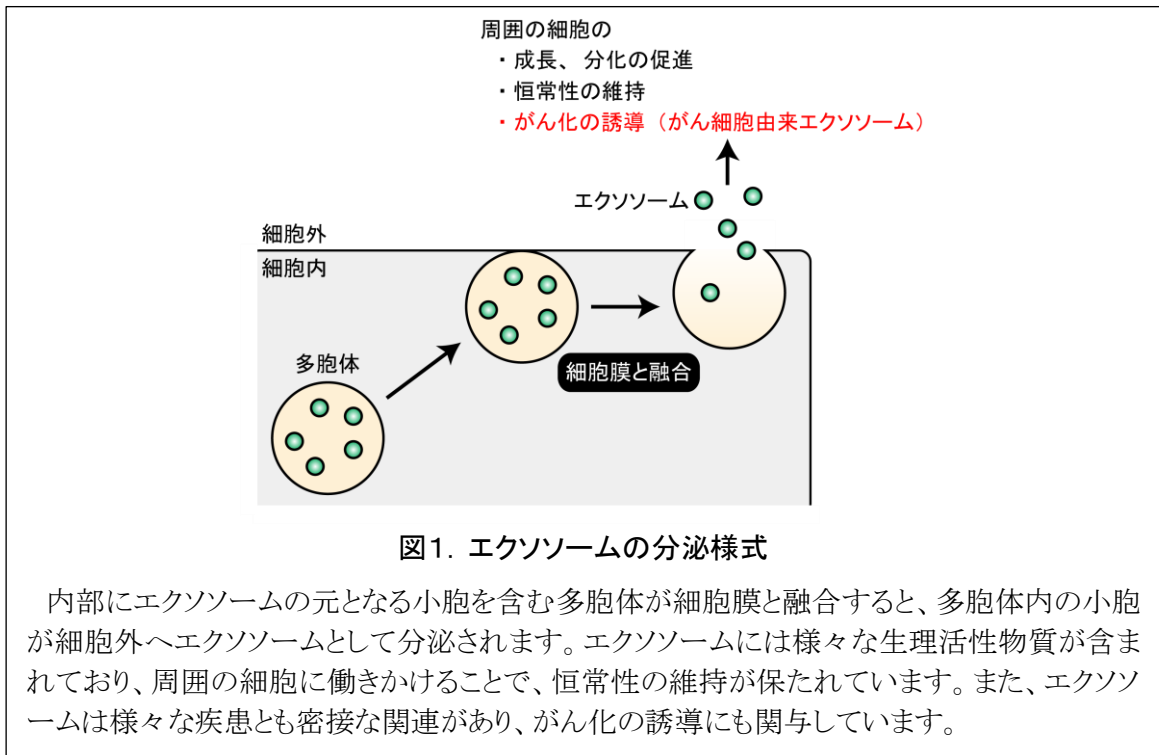 周囲の細胞の
・成長、分化の促進
・恒常性の維持
・がん化の誘導（がん細胞由来エクソソーム）
エクソソーム
細胞外
細胞内
多胞体
細胞膜と融合
図1. エクソソームの分泌様式
内部にエクソソームの元となる小胞を含む多胞体が細胞膜と融合すると、多胞体内の小胞
が細胞外へエクソソームとして分泌されます。エクソソームには様々な生理活性物質が含ま
れており、周囲の細胞に働きかけることで、恒常性の維持が保たれています。また、エクソソ
ームは様々な疾患とも密接な関連があり、がん化の誘導にも関与しています。